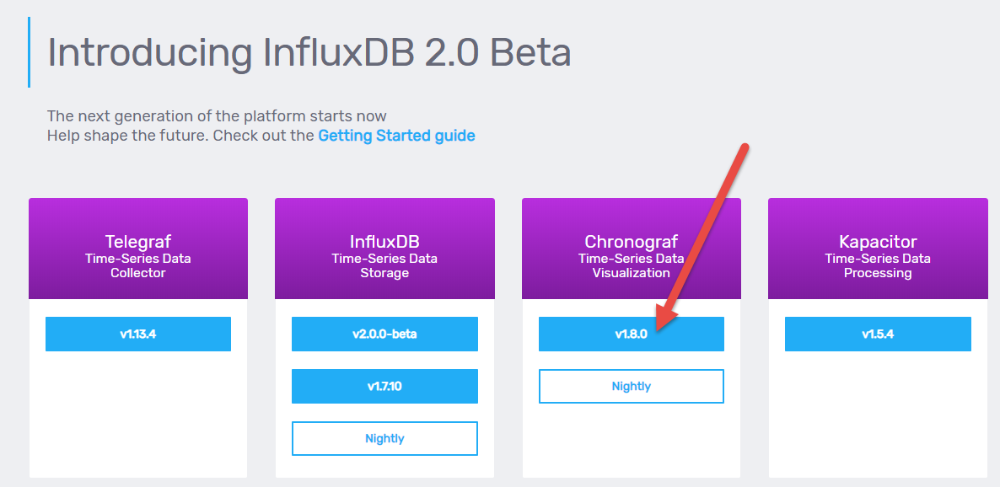 Introducing InfluxDB 2.0 Beta
The next generation of the platform starts now
Help shape the future. Check out the Getting Started guide
Telegraf
Time-Series Data
Collector
v1.13.4
InfluxDB
Time-Series Data
Storage
v2.0.0-beta
v1.7.10
Nightly
Chronograf
Time-Series Data
Visualization
v1.8.0
Nightly
Kapacitor
Time-Series Data
Processing
v1.5.4